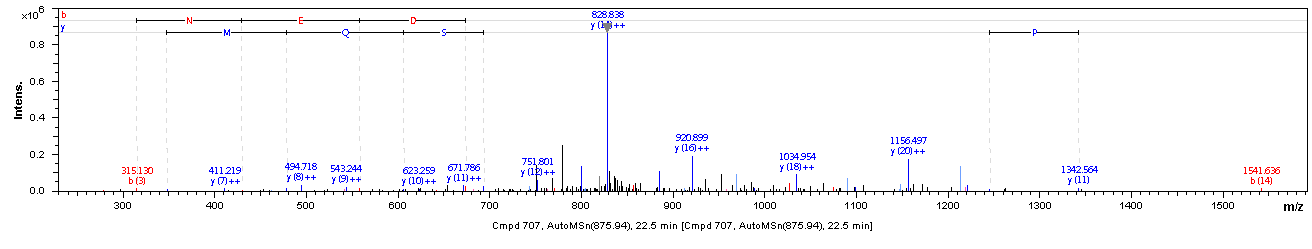 ×10⁶
b
y
N E D
M Q S P
828.838
y (14)++
0.8
0.6
0.4
0.2
0.0
Intens.
315.130
b (3)
411.219
y (7)++
494.718
y (8)++
543.244
y (9)++
623.259
y (10)++
671.786
y (11)++
751.801
y (12)++
920.899
y (16)++
1034.954
y (18)++
1156.497
y (20)++
1342.564
y (11)
1541.636
b (14)
300 400 500 600 700 800 900 1000 1100 1200 1300 1400 1500 m/z
Cmpd 707, AutoMSn(875.94), 22.5 min [Cmpd 707, AutoMSn(875.94), 22.5 min]